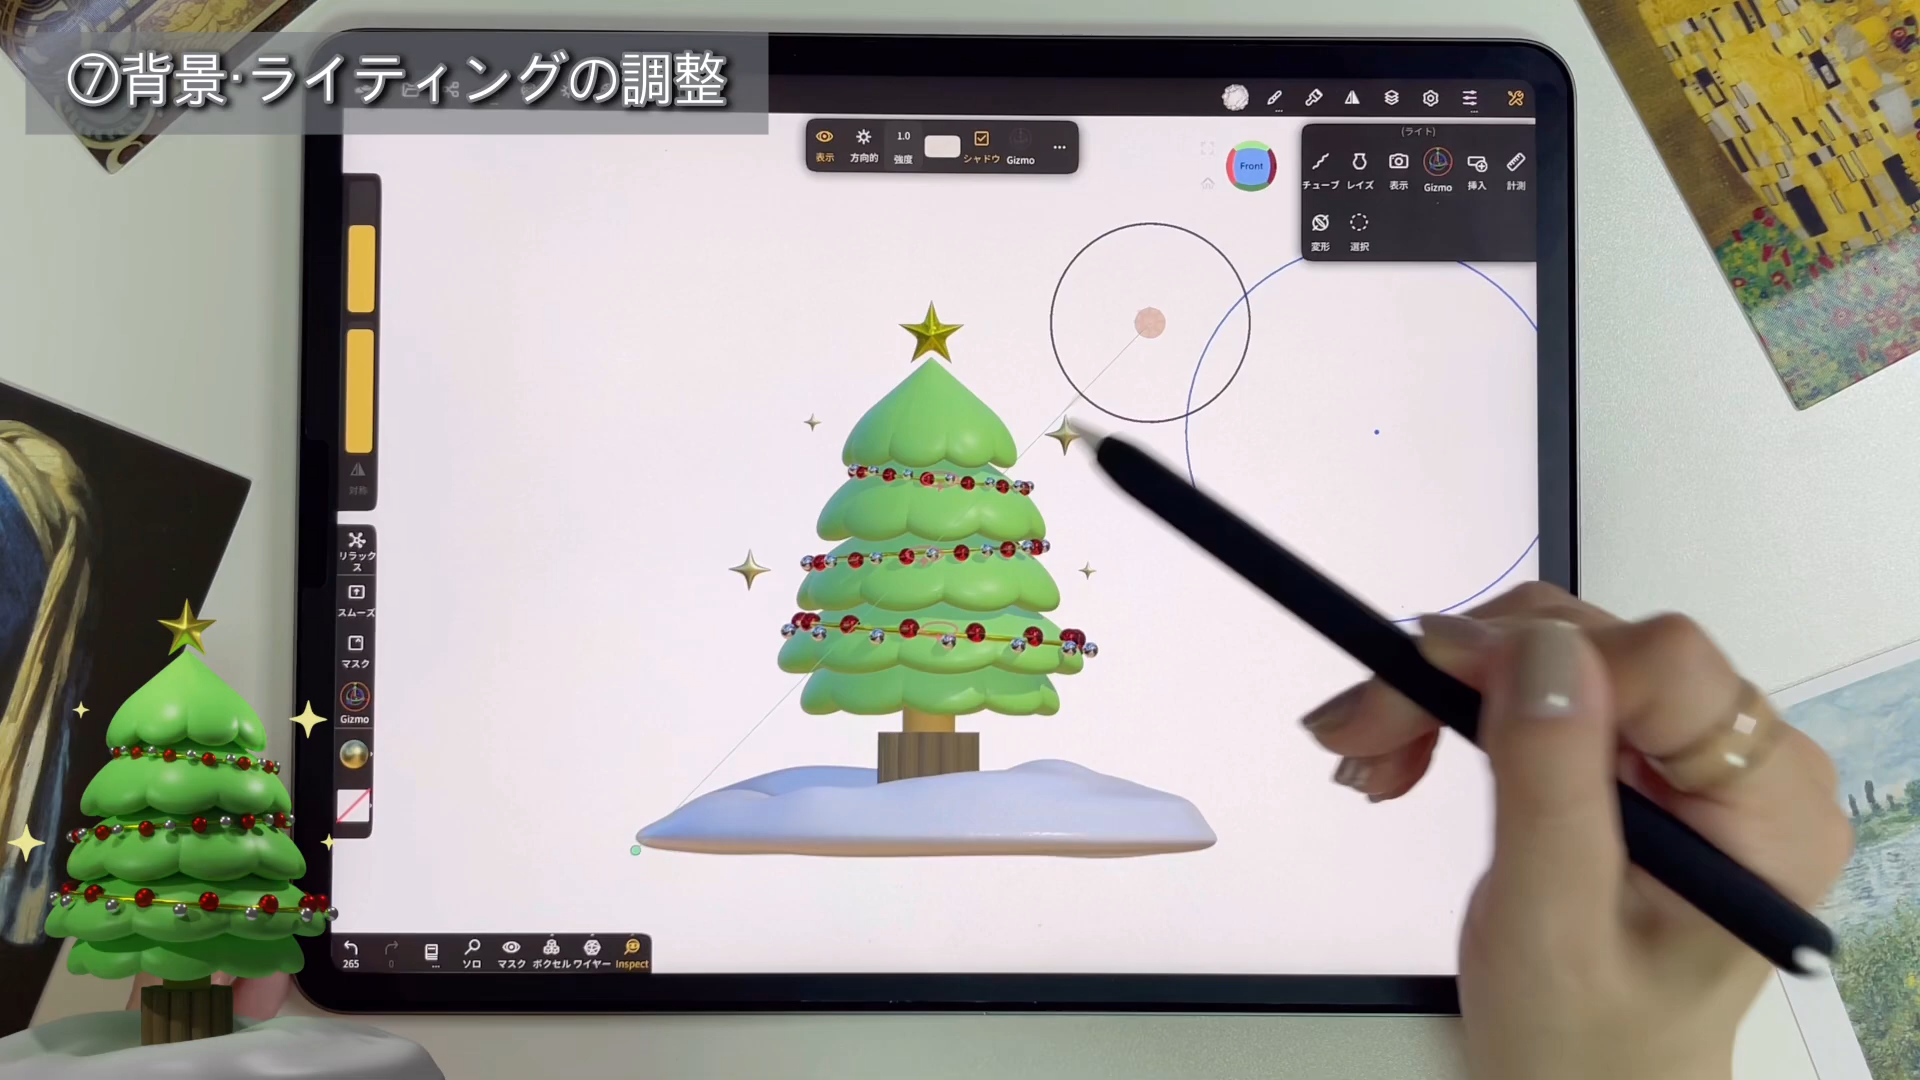 ⑦背景·ライティングの調整
1.0
表示
方向的
強度
シャドウ
Gizmo
Front
(ライト)
チューブ
レイズ
表示
Gizmo
挿入
計測
変形
選択
対称
リラックス
スムーズ
マスク
Gizmo
265
0
ソロ
マスク
ボクセル
ワイヤー
Inspect